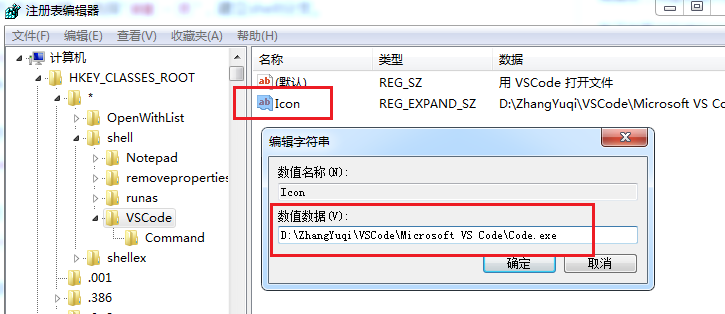 注册表编辑器
文件(F) 编辑(E) 查看(V) 收藏夹(A) 帮助(H)
计算机
HKEY_CLASSES_ROOT
*
OpenWithList
shell
Notepad
removeproperties
runas
VSCode
Command
shellex
.001
.386
名称 类型 数据
ab (默认) REG_SZ 用 VSCode 打开文件
ab Icon REG_EXPAND_SZ D:\ZhangYuqi\VSCode\Microsoft VS Co
编辑字符串
数值名称(N):
Icon
数值数据(V):
D:\ZhangYuqi\VSCode\Microsoft VS Code\Code.exe
确定 取消